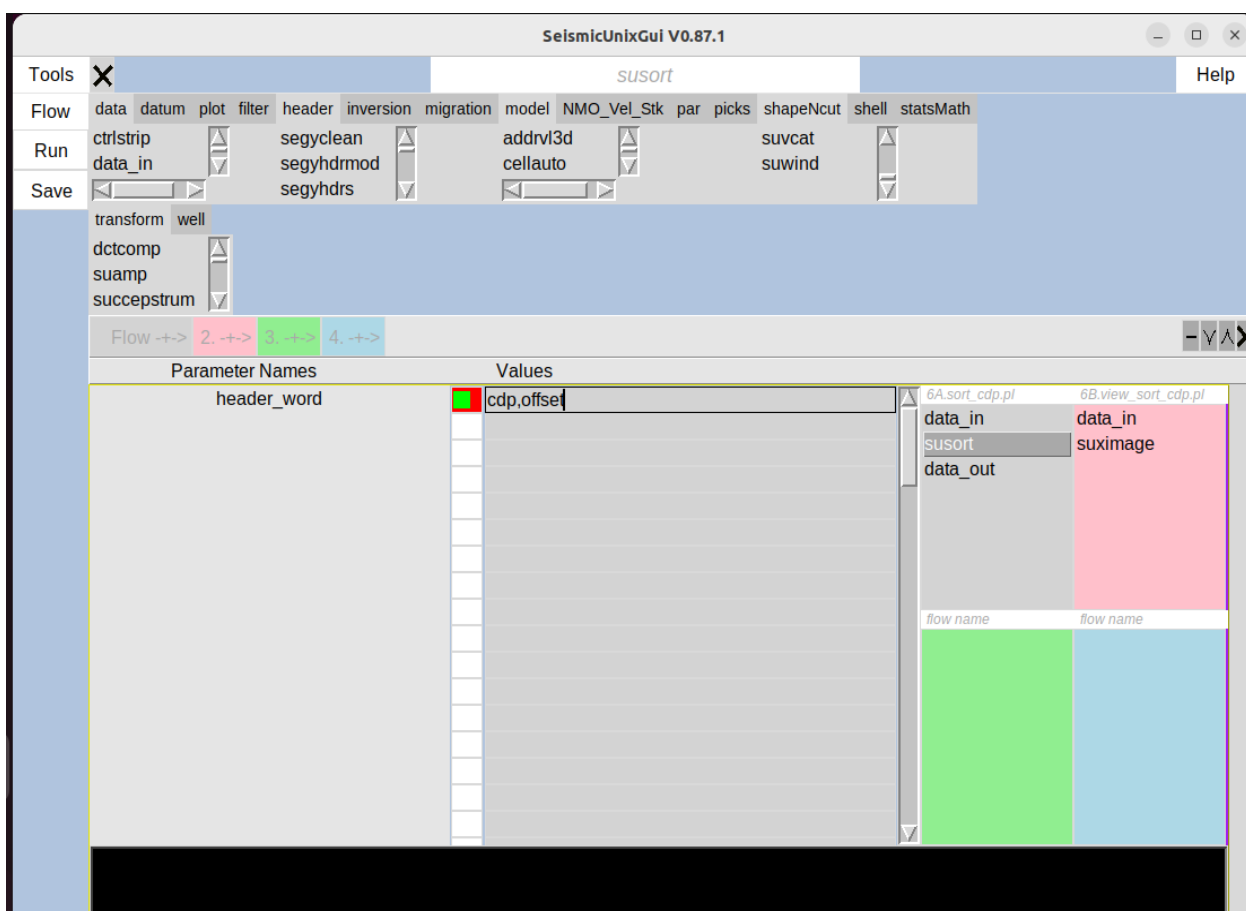 SeismicUnixGui V0.87.1
Tools susort Help
Flow data datum plot filter header inversion migration model NMO_Vel_Stk par picks shapeNcut shell statsMath
ctrlstrip segyclean addrvl3d suvcat
Run
data_in segyhdrmod cellauto suwind
Save segyhdrs
transform well
dctcomp
suamp
succepstrum
Flow -+-> 2. -+-> 3. -+-> 4. -+->
Parameter Names Values
header_word cdp,offset 6A.sort_cdp.pl 6B.view_sort_cdp.pl
data_in data_in
susort suximage
data_out
flow name flow name